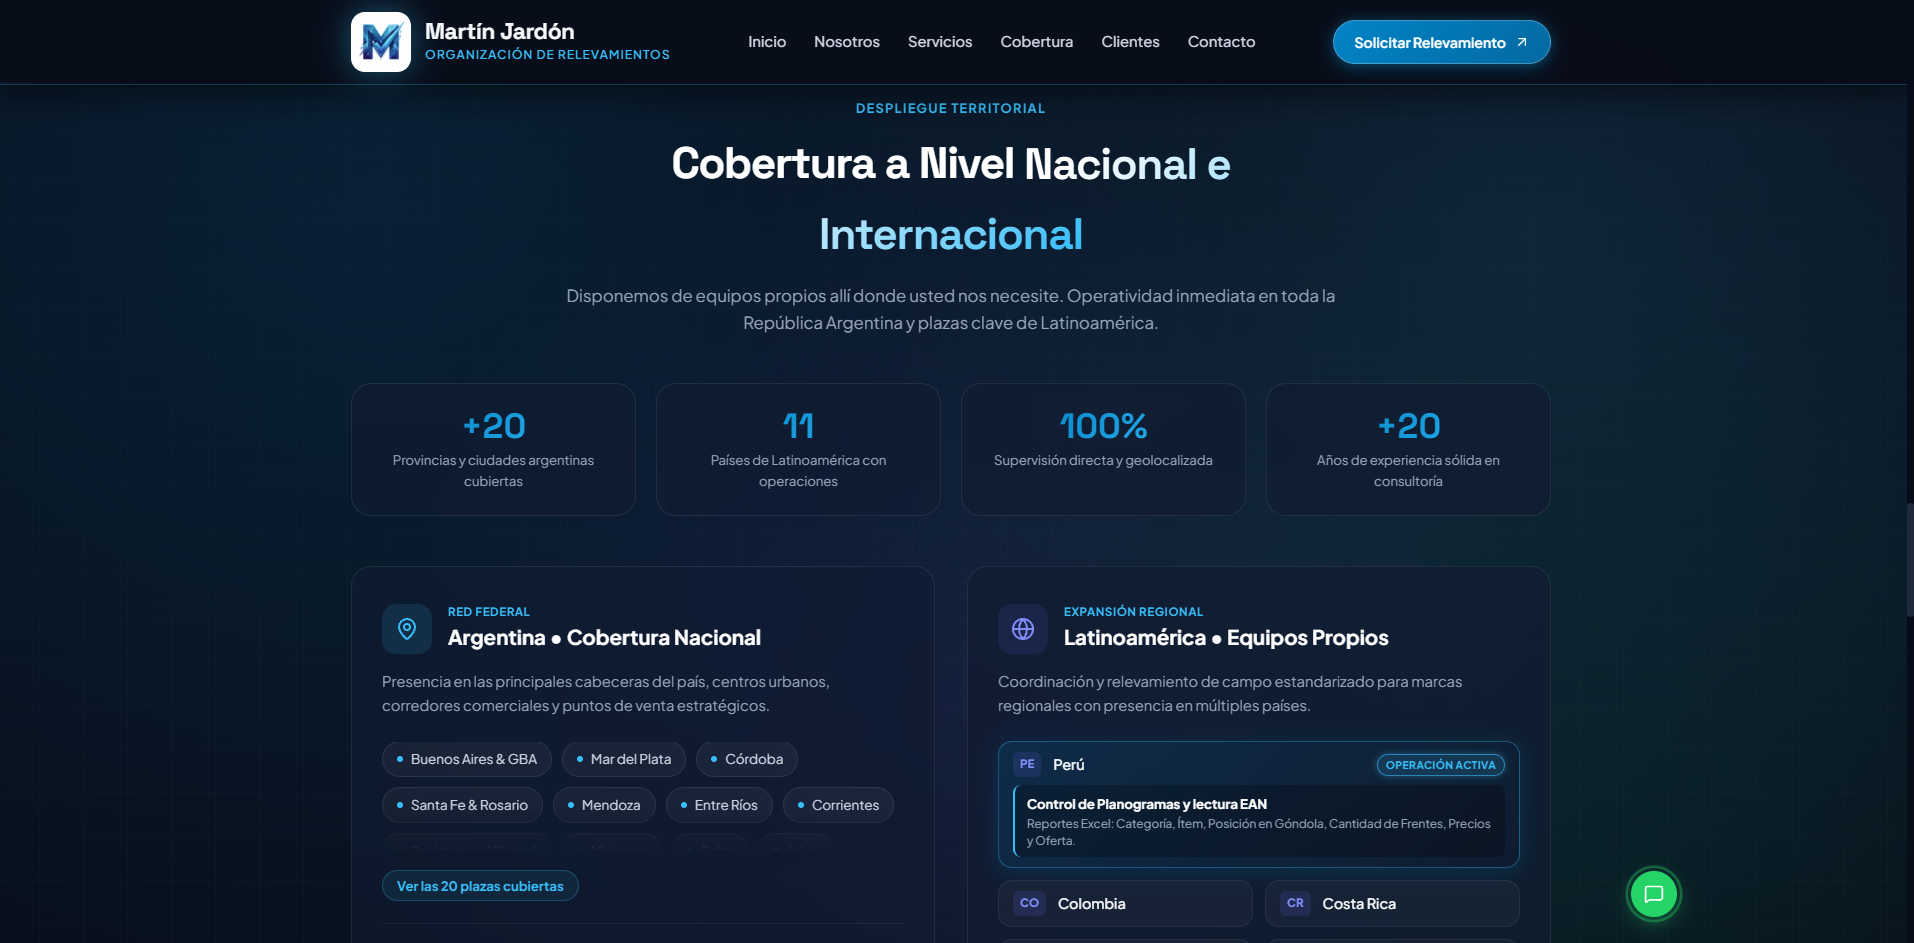 Martín Jardón
ORGANIZACIÓN DE RELEVAMIENTOS
Inicio
Nosotros
Servicios
Cobertura
Clientes
Contacto
Solicitar Relevamiento
DESPLIEGUE TERRITORIAL
Cobertura a Nivel Nacional e
Internacional
Disponemos de equipos propios allí donde usted nos necesite. Operatividad inmediata en toda la
República Argentina y plazas clave de Latinoamérica.
+20
Provincias y ciudades argentinas
cubiertas
11
Países de Latinoamérica con
operaciones
100%
Supervisión directa y geolocalizada
+20
Años de experiencia sólida en
consultoría
RED FEDERAL
Argentina ● Cobertura Nacional
Presencia en las principales cabeceras del país, centros urbanos,
corredores comerciales y puntos de venta estratégicos.
Buenos Aires & GBA
Mar del Plata
Córdoba
Santa Fe & Rosario
Mendoza
Entre Ríos
Corrientes
Ver las 20 plazas cubiertas
EXPANSIÓN REGIONAL
Latinoamérica ● Equipos Propios
Coordinación y relevamiento de campo estandarizado para marcas
regionales con presencia en múltiples países.
PE Perú
OPERACIÓN ACTIVA
Control de Planogramas y lectura EAN
Reportes Excel: Categoría, Ítem, Posición en Góndola, Cantidad de Frentes, Precios
y Oferta.
CO Colombia
CR Costa Rica